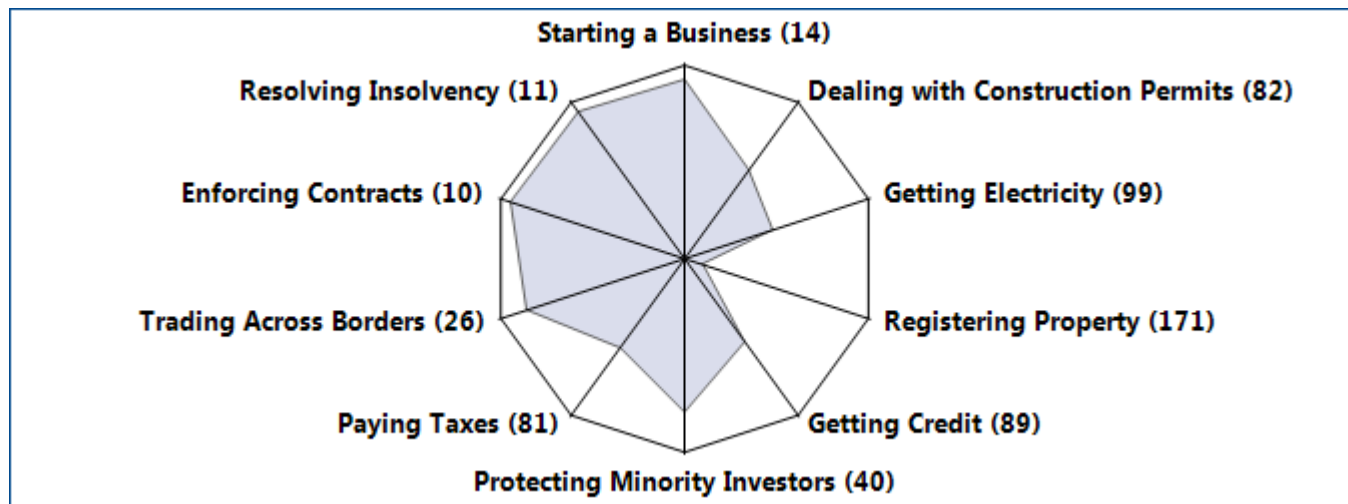 Starting a Business (14)
Resolving Insolvency (11)
Dealing with Construction Permits (82)
Enforcing Contracts (10)
Getting Electricity (99)
Trading Across Borders (26)
Registering Property (171)
Paying Taxes (81)
Getting Credit (89)
Protecting Minority Investors (40)